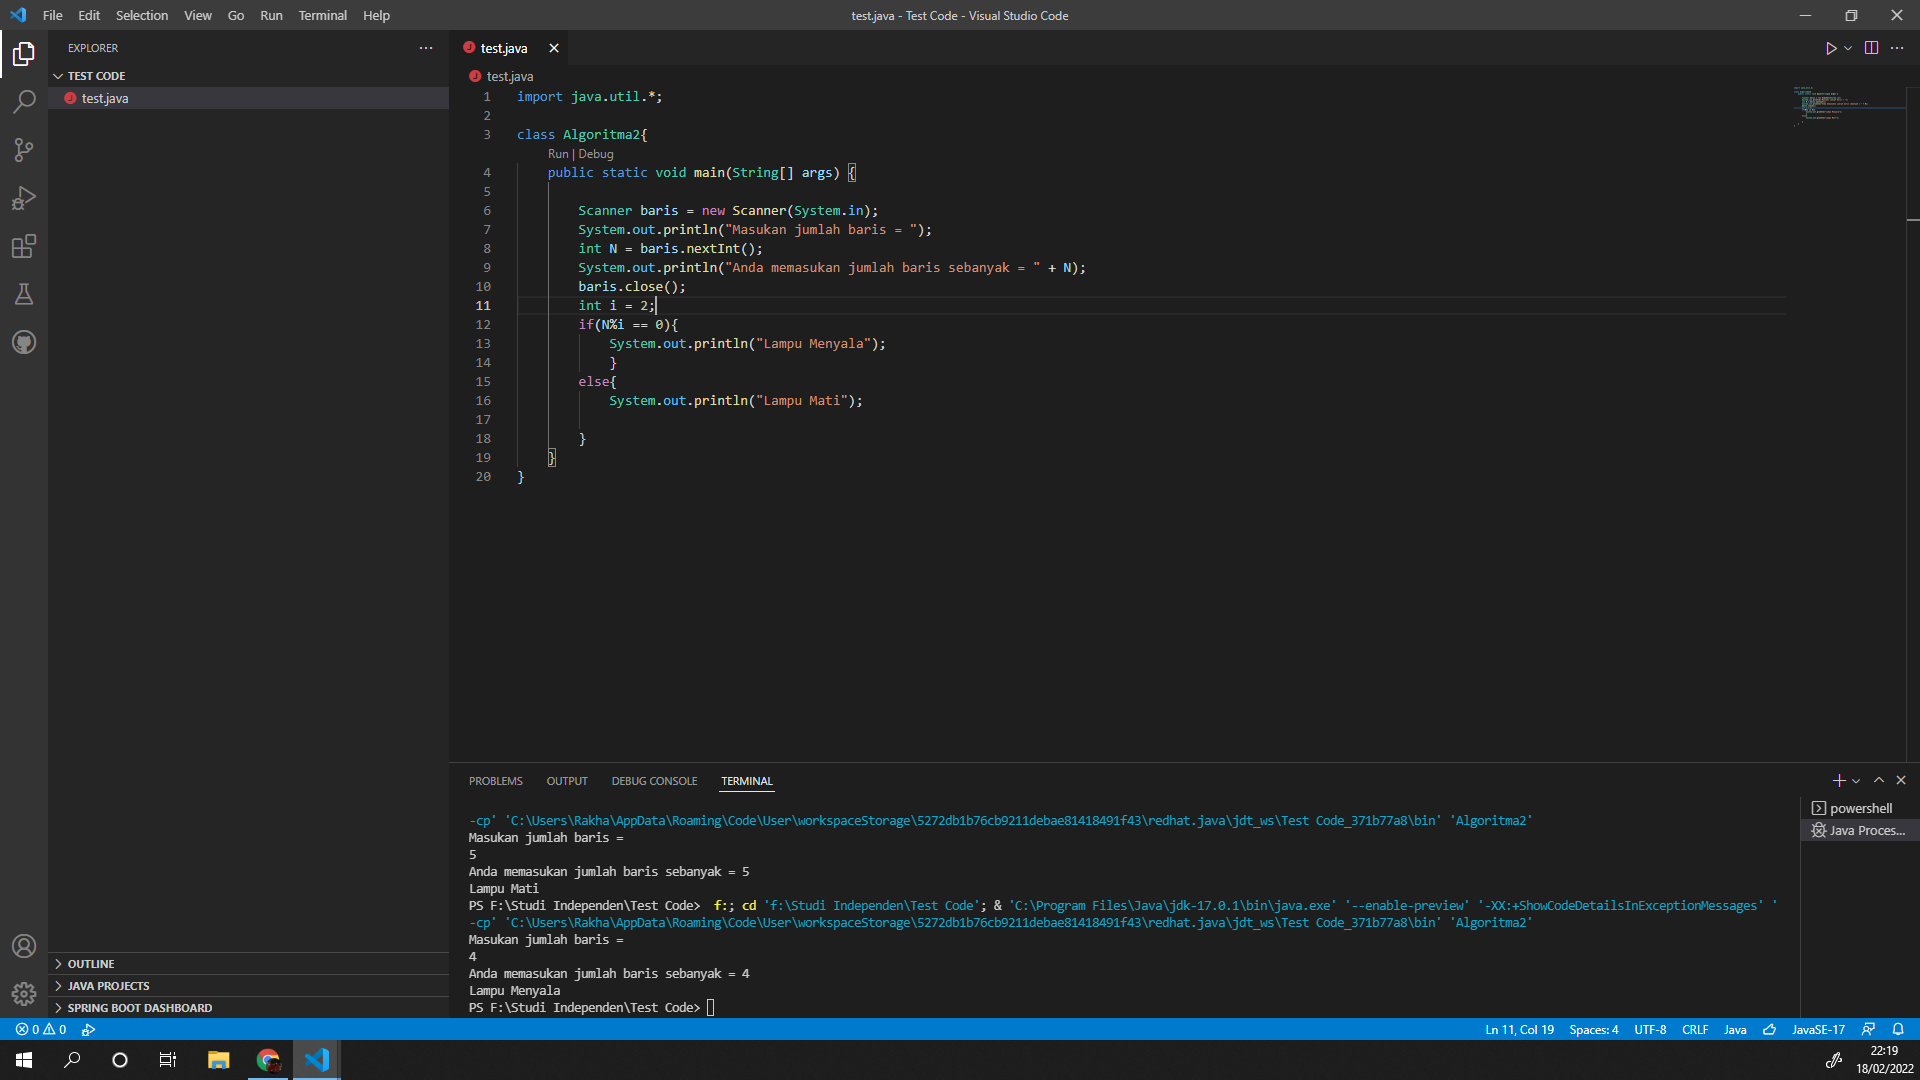 File Edit Selection View Go Run Terminal Help
test.java - Test Code - Visual Studio Code
EXPLORER
TEST CODE
test.java
OUTLINE
JAVA PROJECTS
SPRING BOOT DASHBOARD
test.java
test.java
1 import java.util.*;
2
3 class Algoritma2{
Run | Debug
4 public static void main(String[] args) {
5
6 Scanner baris = new Scanner(System.in);
7 System.out.println("Masukan jumlah baris = ");
8 int N = baris.nextInt();
9 System.out.println("Anda memasukan jumlah baris sebanyak = " + N);
10 baris.close();
11 int i = 2;
12 if(N%i == 0){
13 System.out.println("Lampu Menyala");
14 }
15 else{
16 System.out.println("Lampu Mati");
17
18 }
19 }
20 }
PROBLEMS OUTPUT DEBUG CONSOLE TERMINAL
-cp' 'C:\Users\Rakha\AppData\Roaming\Code\User\workspaceStorage\5272db1b76cb9211debae81418491f43\redhat.java\jdt_ws\Test Code_371b77a8\bin' 'Algoritma2'
Masukan jumlah baris =
5
Anda memasukan jumlah baris sebanyak = 5
Lampu Mati
PS F:\Studi Independen\Test Code>  f:; cd 'f:\Studi Independen\Test Code'; & 'C:\Program Files\Java\jdk-17.0.1\bin\java.exe' '--enable-preview' '-XX:+ShowCodeDetailsInExceptionMessages' '
-cp' 'C:\Users\Rakha\AppData\Roaming\Code\User\workspaceStorage\5272db1b76cb9211debae81418491f43\redhat.java\jdt_ws\Test Code_371b77a8\bin' 'Algoritma2'
Masukan jumlah baris =
4
Anda memasukan jumlah baris sebanyak = 4
Lampu Menyala
PS F:\Studi Independen\Test Code>
powershell
Java Proces...
0 0
Ln 11, Col 19 Spaces: 4 UTF-8 CRLF Java JavaSE-17
22:19
18/02/2022